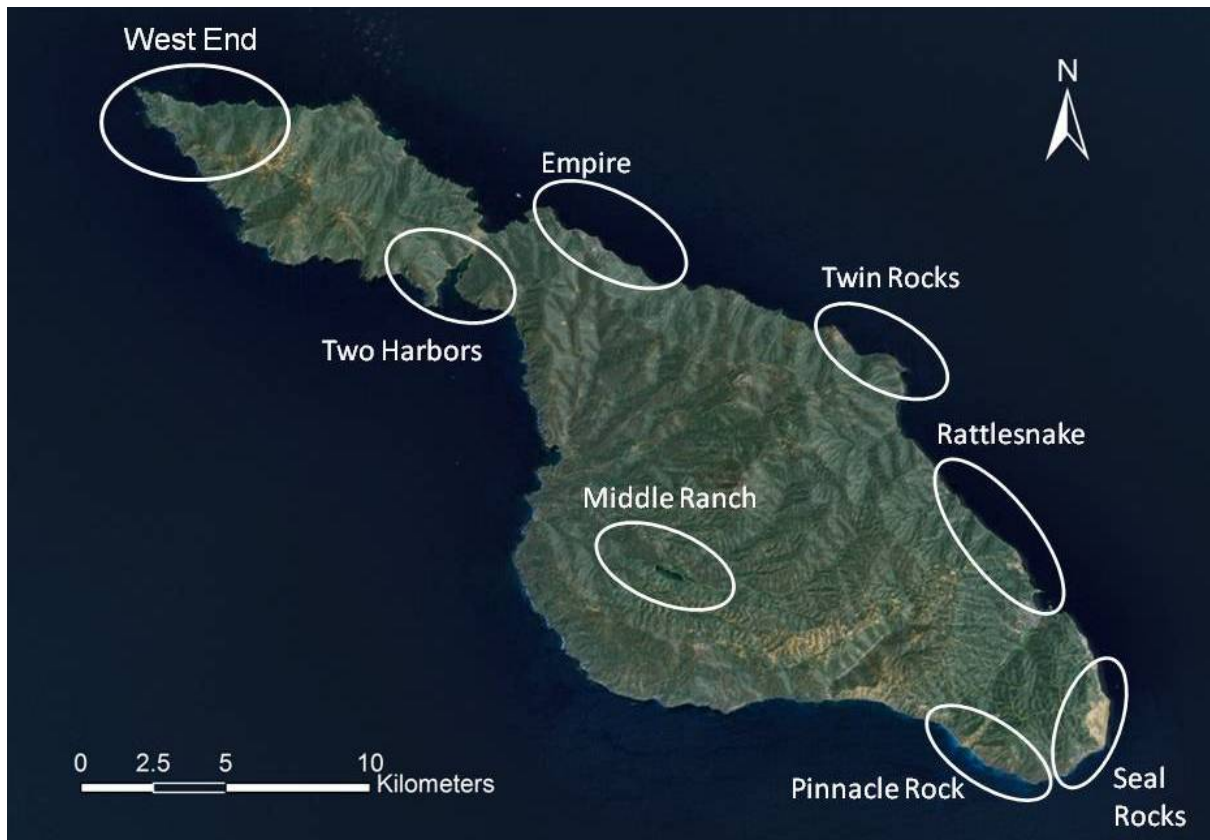 West End
N
Empire
Twin Rocks
Two Harbors
Rattlesnake
Middle Ranch
0 2.5 5 10
Kilometers
Pinnacle Rock
Seal
Rocks